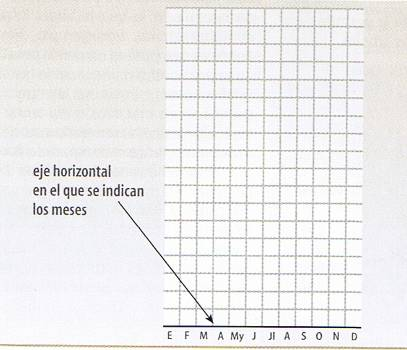 eje horizontal
en el que se indican
los meses
E F M A My J Jl A S O N D